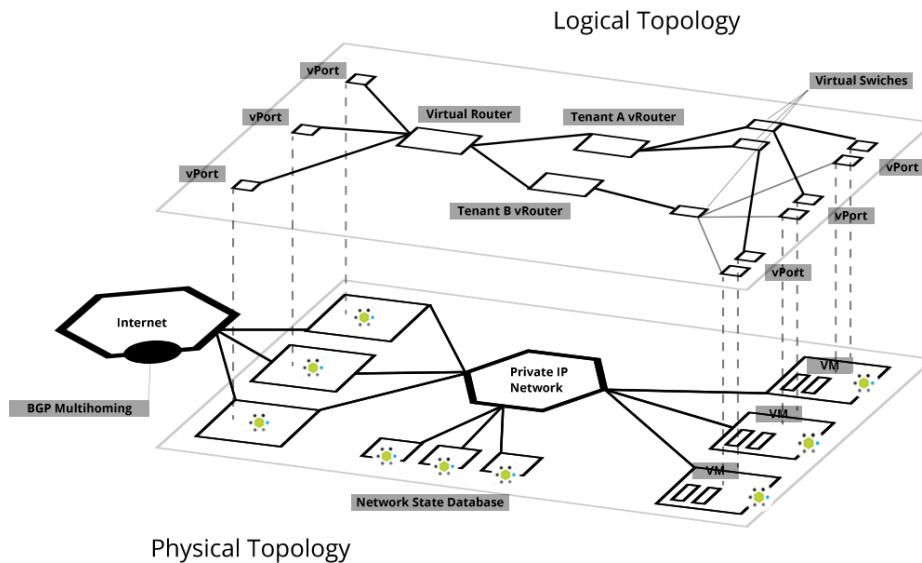 Logical Topology
vPort
Virtual Swiches
vPort
Virtual Router
Tenant A vRouter
vPort
vPort
Tenant B vRouter
vPort
vPort
Internet
VM
Private IP
Network
BGP Multihoming
VM
VM
Network State Database
Physical Topology